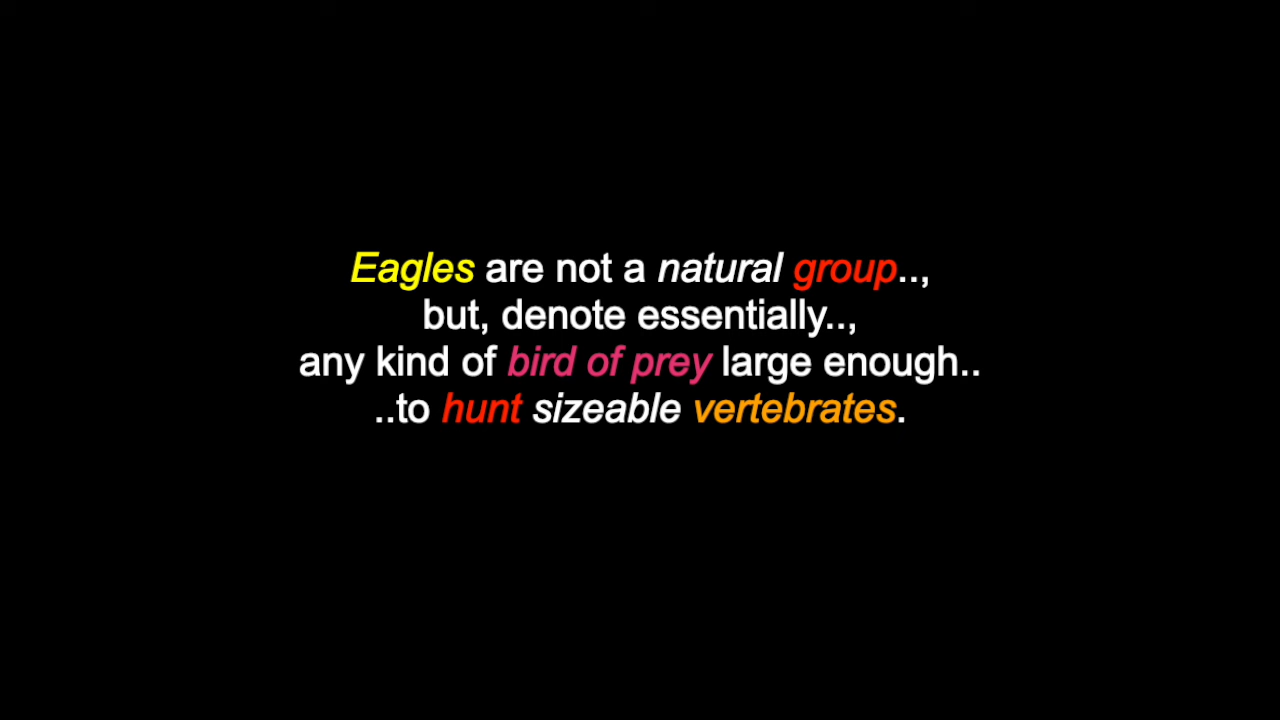 Eagles are not a natural group..,
but, denote essentially..,
any kind of bird of prey large enough..
..to hunt sizeable vertebrates.